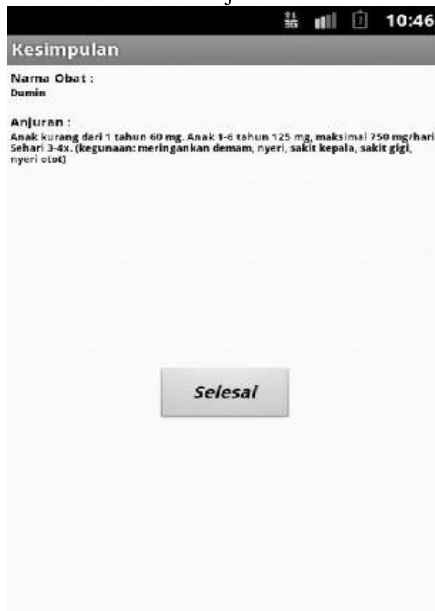 3G
10:46
Kesimpulan
Nama Obat :
Dumin
Anjuran :
Anak kurang dari 1 tahun 60 mg. Anak 1-6 tahun 125 mg, maksimal 750 mg/hari
Sehari 3-4x. (kegunaan: meringankan demam, nyeri, sakit kepala, sakit gigi,
nyeri otot)
Selesai